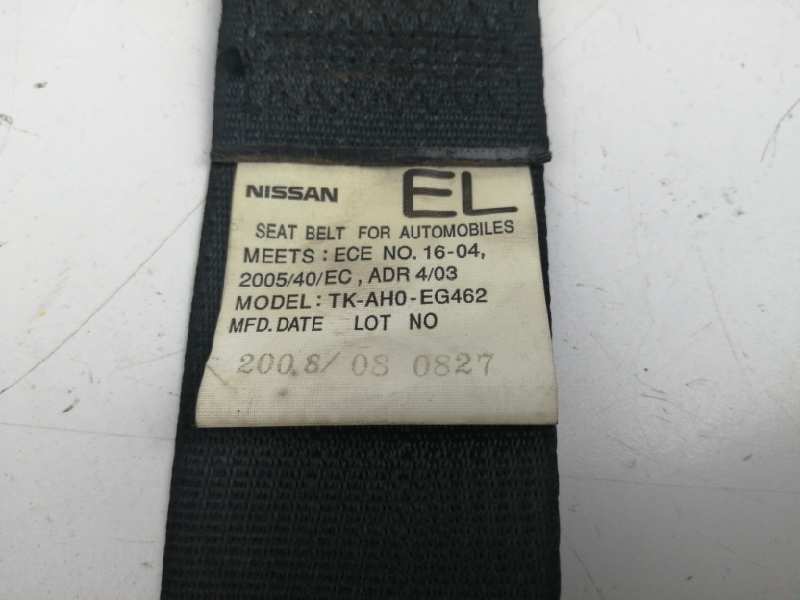 NISSAN EL
SEAT BELT FOR AUTOMOBILES
MEETS : ECE NO. 16-04,
2005/40/EC , ADR 4/03
MODEL: TK-AH0-EG462
MFD. DATE LOT NO
2008/ 08 0827